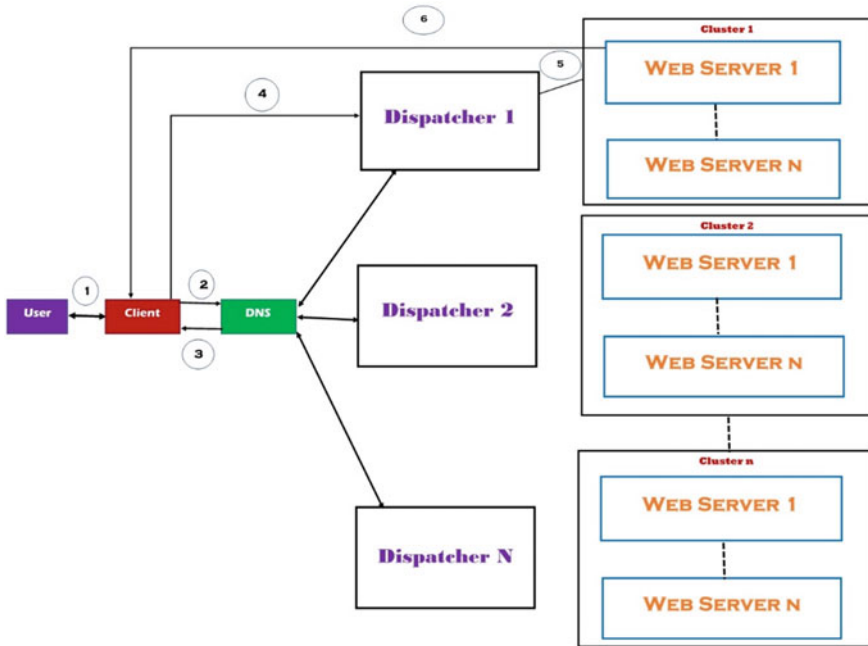 6
Cluster 1
5
WEB SERVER 1
4
Dispatcher 1
WEB SERVER N
Cluster 2
WEB SERVER 1
1
2
User
Client
DNS
Dispatcher 2
3
WEB SERVER N
Cluster n
WEB SERVER 1
Dispatcher N
WEB SERVER N